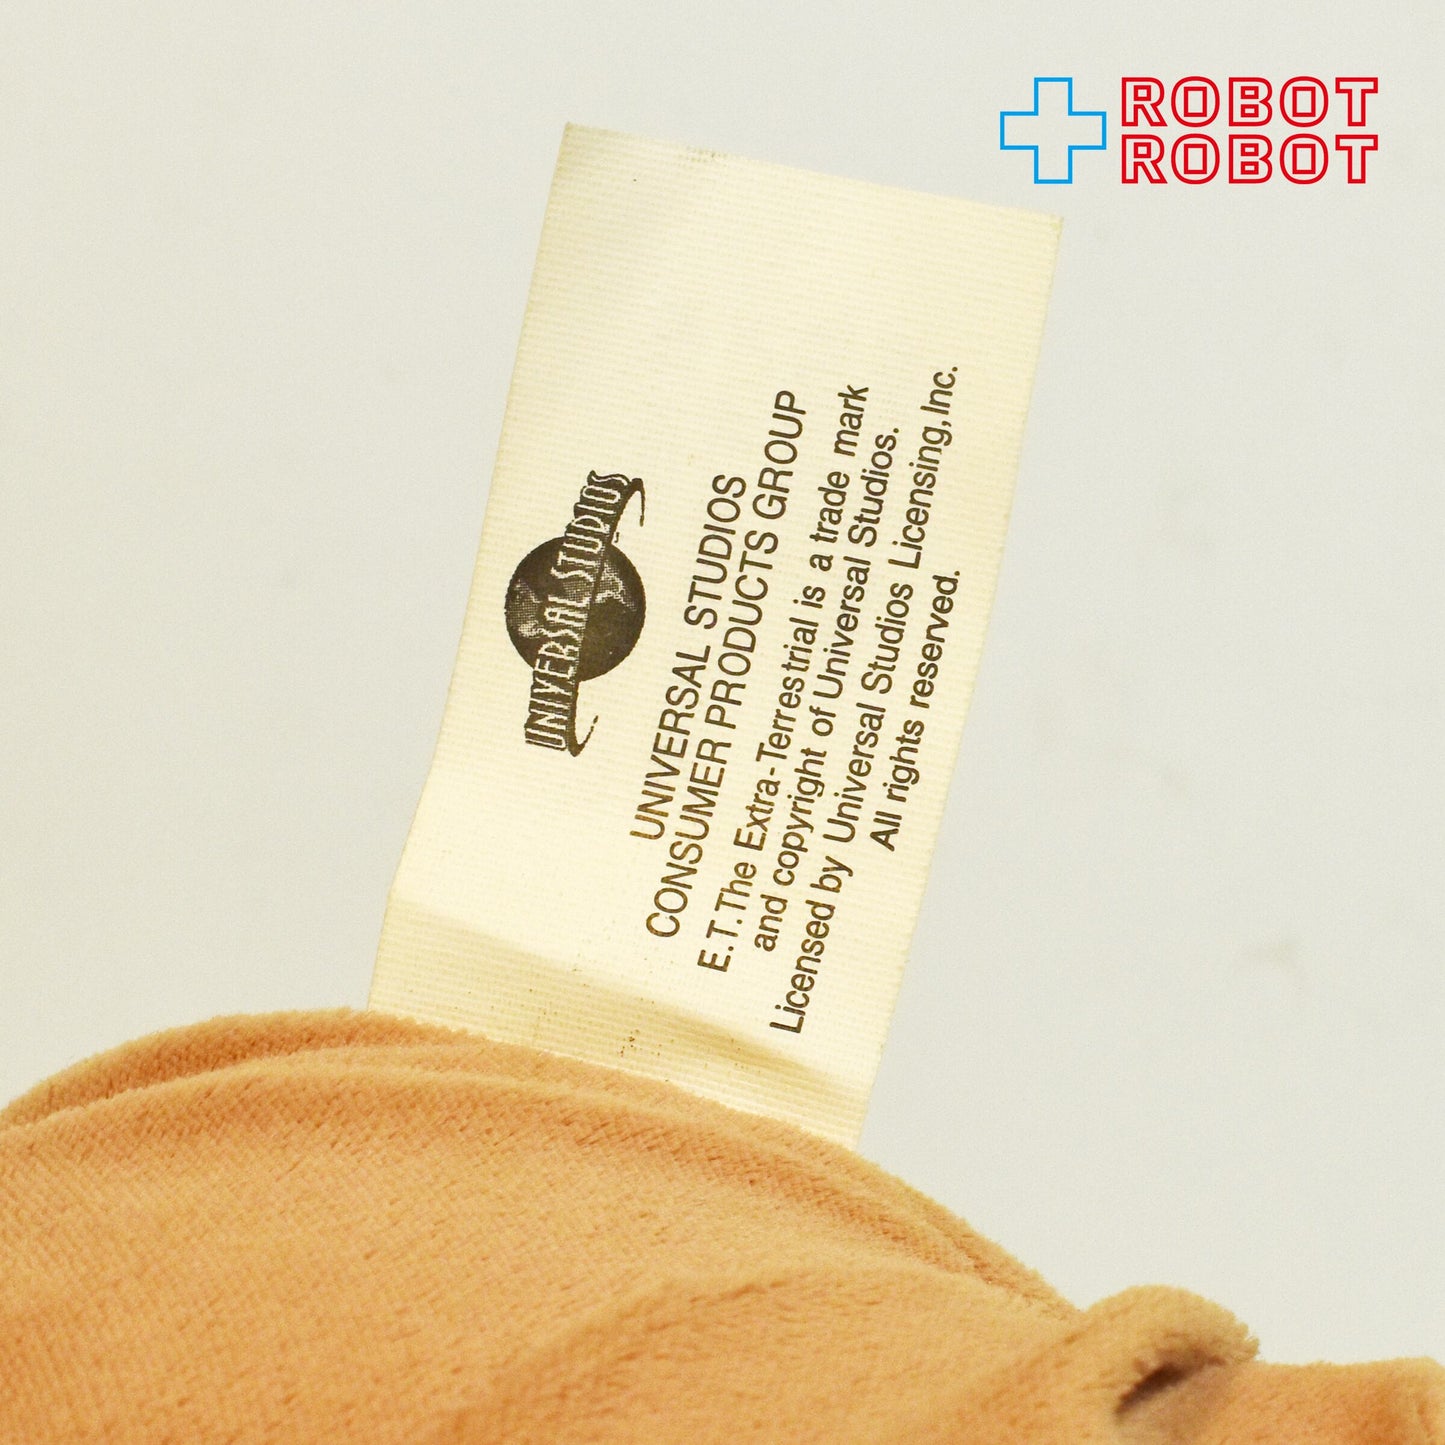 ROBOT
ROBOT
UNIVERSAL STUDIOS
UNIVERSAL STUDIOS
CONSUMER PRODUCTS GROUP
E.T.The Extra-Terrestrial is a trade mark
and copyright of Universal Studios.
Licensed by Universal Studios Licensing,Inc.
All rights reserved.